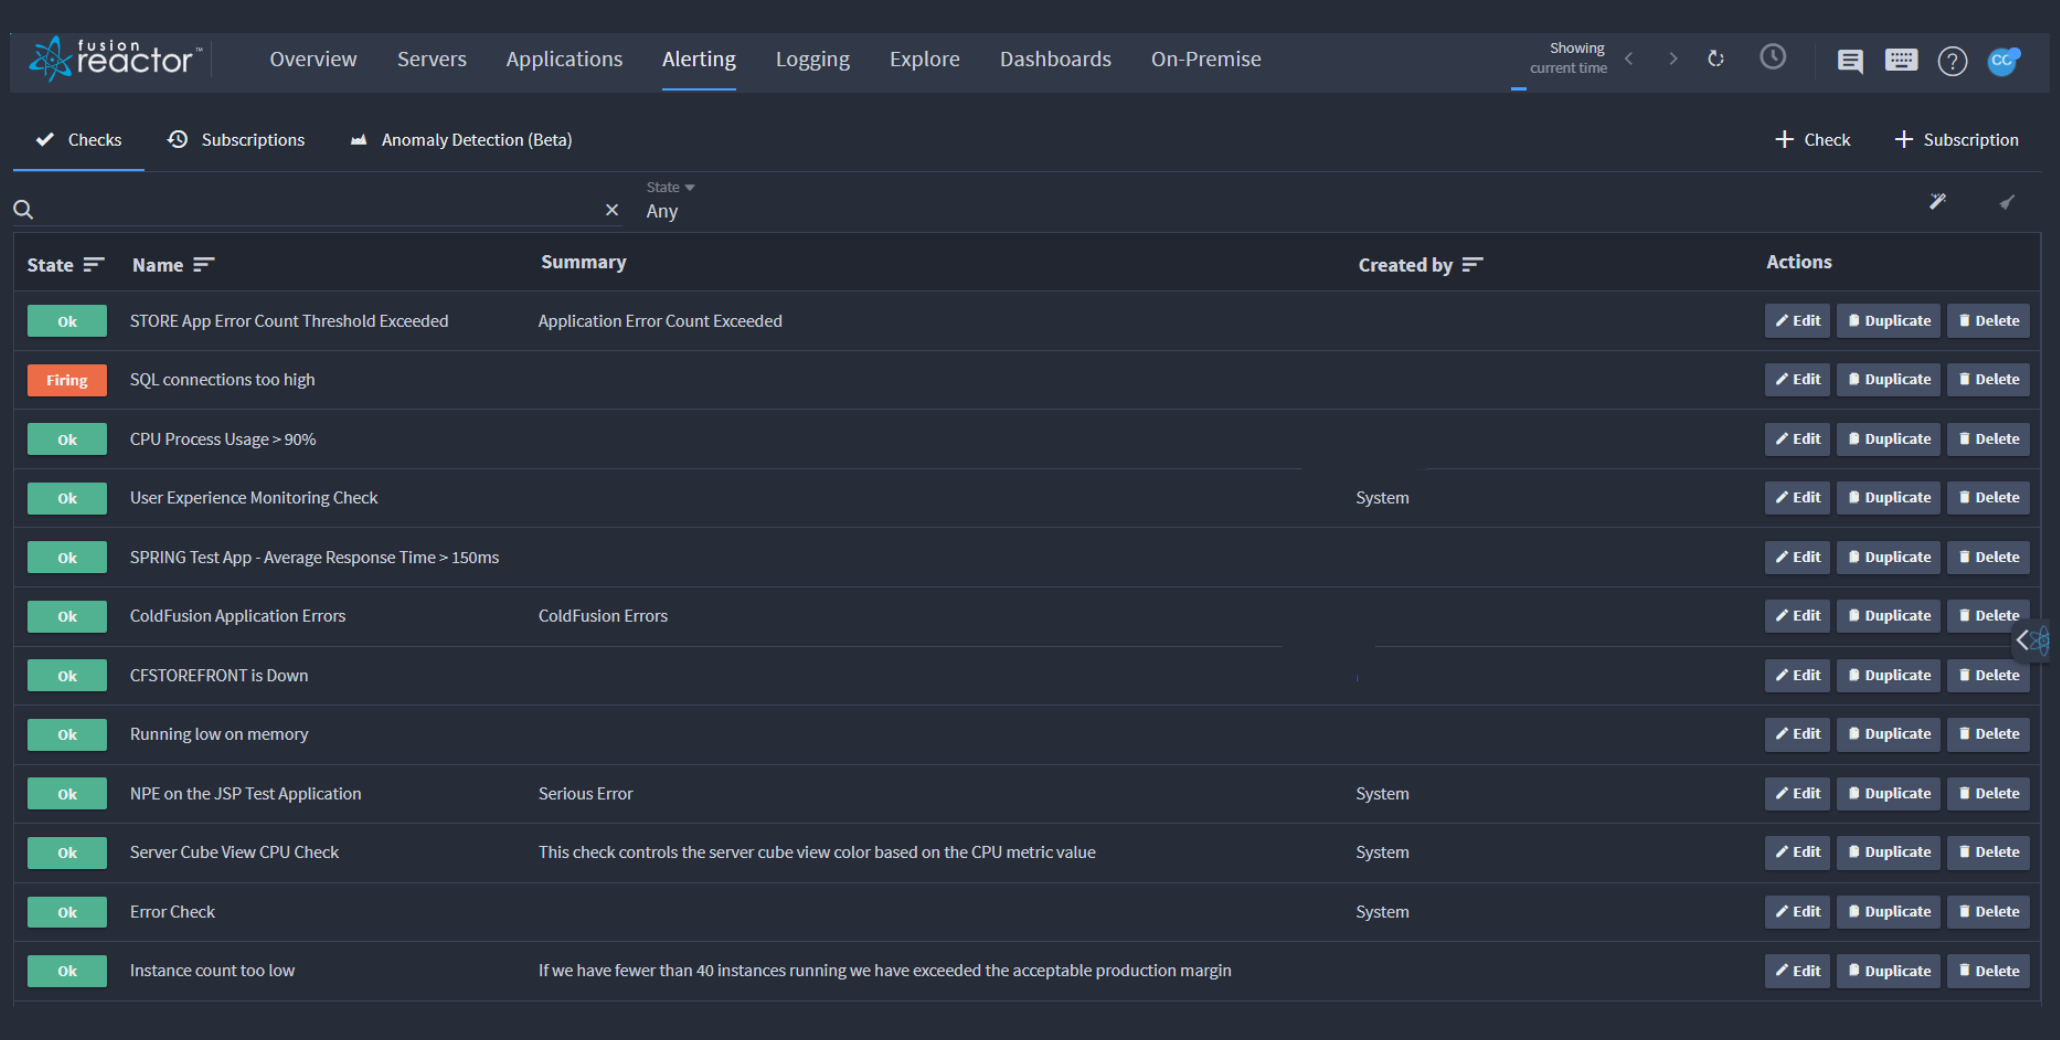 fusion reactor™
Overview Servers Applications Alerting Logging Explore Dashboards On-Premise Showing current time ? CC
Checks Subscriptions Anomaly Detection (Beta) + Check + Subscription
State
Any
State Name Summary Created by Actions
Ok STORE App Error Count Threshold Exceeded Application Error Count Exceeded Edit Duplicate Delete
Firing SQL connections too high Edit Duplicate Delete
Ok CPU Process Usage > 90% Edit Duplicate Delete
Ok User Experience Monitoring Check System Edit Duplicate Delete
Ok SPRING Test App - Average Response Time > 150ms Edit Duplicate Delete
Ok ColdFusion Application Errors ColdFusion Errors Edit Duplicate Delete
Ok CFSTOREFRONT is Down Edit Duplicate Delete
Ok Running low on memory Edit Duplicate Delete
Ok NPE on the JSP Test Application Serious Error System Edit Duplicate Delete
Ok Server Cube View CPU Check This check controls the server cube view color based on the CPU metric value System Edit Duplicate Delete
Ok Error Check System Edit Duplicate Delete
Ok Instance count too low If we have fewer than 40 instances running we have exceeded the acceptable production margin Edit Duplicate Delete